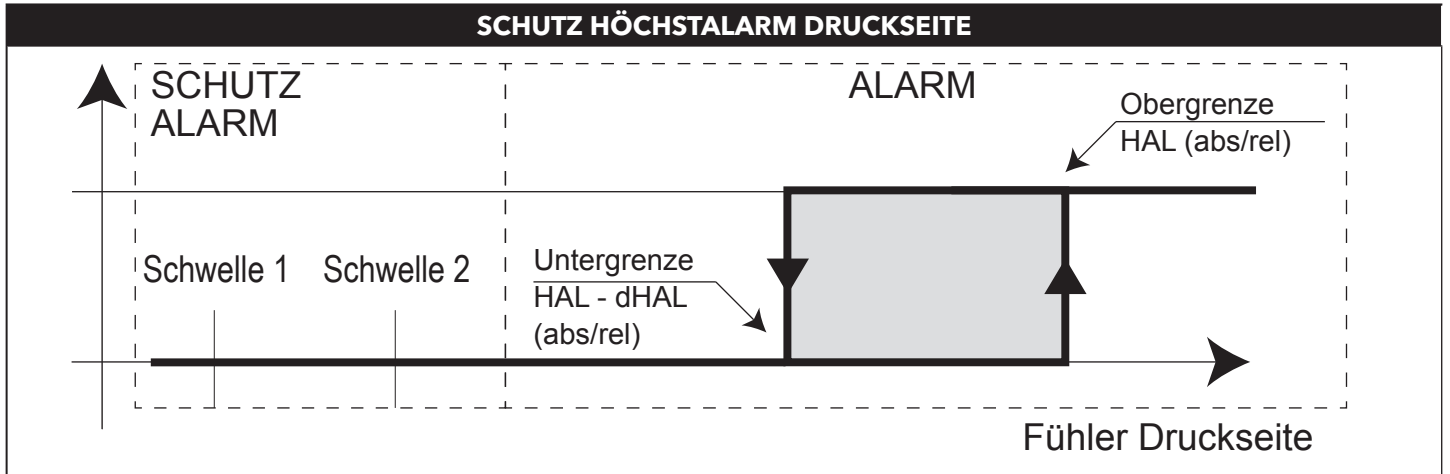 SCHUTZ HÖCHSTALARM DRUCKSEITE
SCHUTZ
ALARM
ALARM
Obergrenze
HAL (abs/rel)
Schwelle 1
Schwelle 2
Untergrenze
HAL - dHAL
(abs/rel)
Fühler Druckseite